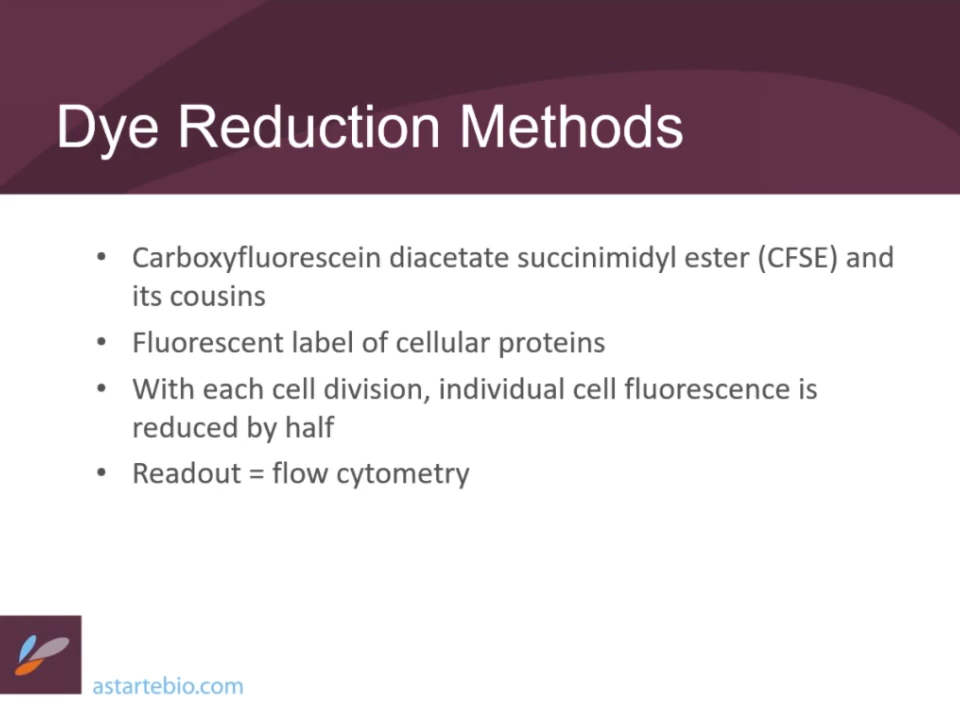 Dye Reduction Methods
• Carboxyfluorescein diacetate succinimidyl ester (CFSE) and
its cousins
• Fluorescent label of cellular proteins
• With each cell division, individual cell fluorescence is
reduced by half
• Readout = flow cytometry
astartebio.com